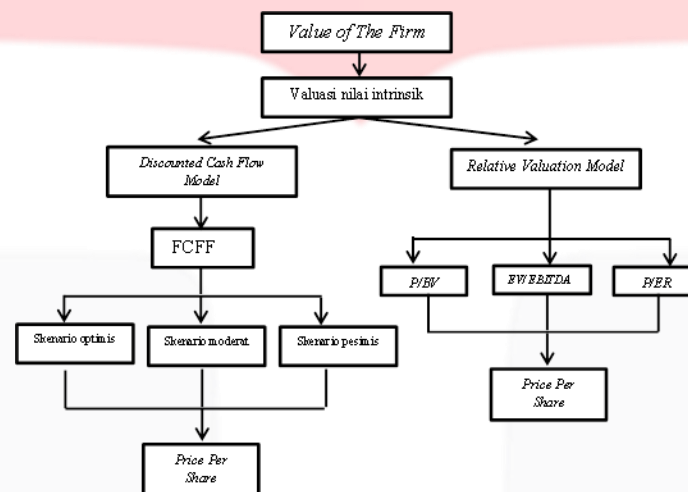 Value of The Firm
Valuasi nilai intrinsik
Discounted Cash Flow
Model
Relative Valuation Model
FCFF
P/BV
EV/EBITDA
P/ER
Skenario optimis
Skenario moderat
Skenario pesimis
Price Per
Share
Price Per
Share